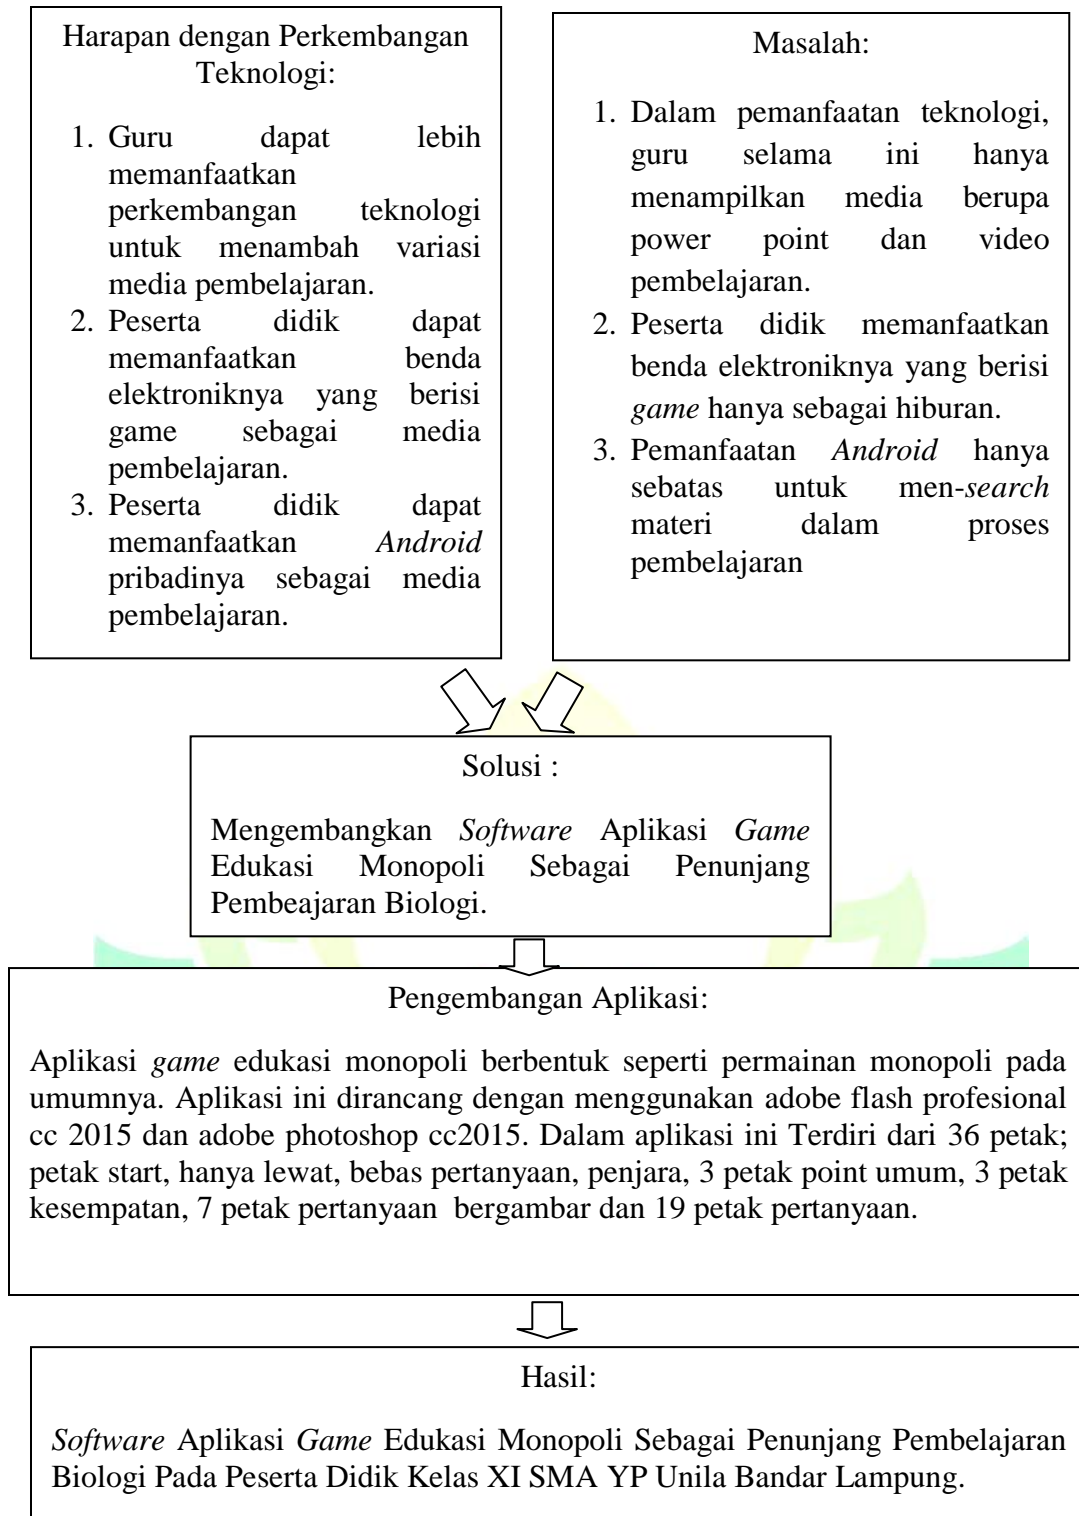 Harapan dengan Perkembangan
Teknologi:
1. Guru dapat lebih
memanfaatkan
perkembangan teknologi
untuk menambah variasi
media pembelajaran.
2. Peserta didik dapat
memanfaatkan benda
elektroniknya yang berisi
game sebagai media
pembelajaran.
3. Peserta didik dapat
memanfaatkan Android
pribadinya sebagai media
pembelajaran.
Masalah:
1. Dalam pemanfaatan teknologi,
guru selama ini hanya
menampilkan media berupa
power point dan video
pembelajaran.
2. Peserta didik memanfaatkan
benda elektroniknya yang berisi
game hanya sebagai hiburan.
3. Pemanfaatan Android hanya
sebatas untuk men-search
materi dalam proses
pembelajaran
Solusi :
Mengembangkan Software Aplikasi Game
Edukasi Monopoli Sebagai Penunjang
Pembeajaran Biologi.
Pengembangan Aplikasi:
Aplikasi game edukasi monopoli berbentuk seperti permainan monopoli pada
umumnya. Aplikasi ini dirancang dengan menggunakan adobe flash profesional
cc 2015 dan adobe photoshop cc2015. Dalam aplikasi ini Terdiri dari 36 petak;
petak start, hanya lewat, bebas pertanyaan, penjara, 3 petak point umum, 3 petak
kesempatan, 7 petak pertanyaan bergambar dan 19 petak pertanyaan.
Hasil:
Software Aplikasi Game Edukasi Monopoli Sebagai Penunjang Pembelajaran
Biologi Pada Peserta Didik Kelas XI SMA YP Unila Bandar Lampung.